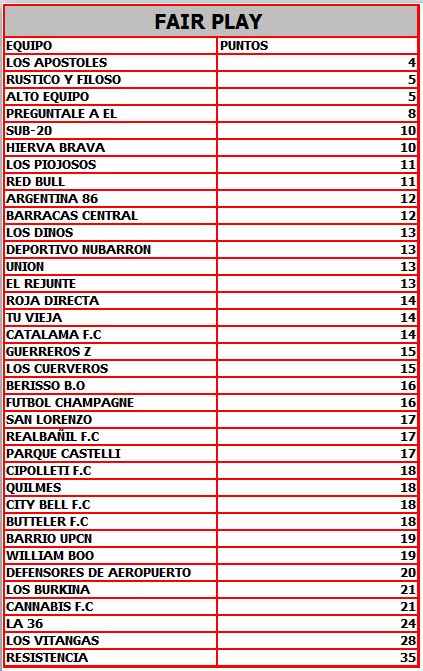 FAIR PLAY
EQUIPO PUNTOS
LOS APOSTOLES 4
RUSTICO Y FILOSO 5
ALTO EQUIPO 5
PREGUNTALE A EL 8
SUB-20 10
HIERVA BRAVA 10
LOS PIOJOSOS 11
RED BULL 11
ARGENTINA 86 12
BARRACAS CENTRAL 12
LOS DINOS 13
DEPORTIVO NUBARRON 13
UNION 13
EL REJUNTE 13
ROJA DIRECTA 14
TU VIEJA 14
CATALAMA F.C 14
GUERREROS Z 15
LOS CUERVEROS 15
BERISSO B.O 16
FUTBOL CHAMPAGNE 16
SAN LORENZO 17
REALBAÑIL F.C 17
PARQUE CASTELLI 17
CIPOLLETI F.C 18
QUILMES 18
CITY BELL F.C 18
BUTTELER F.C 18
BARRIO UPCN 19
WILLIAM BOO 19
DEFENSORES DE AEROPUERTO 20
LOS BURKINA 21
CANNABIS F.C 21
LA 36 24
LOS VITANGAS 28
RESISTENCIA 35